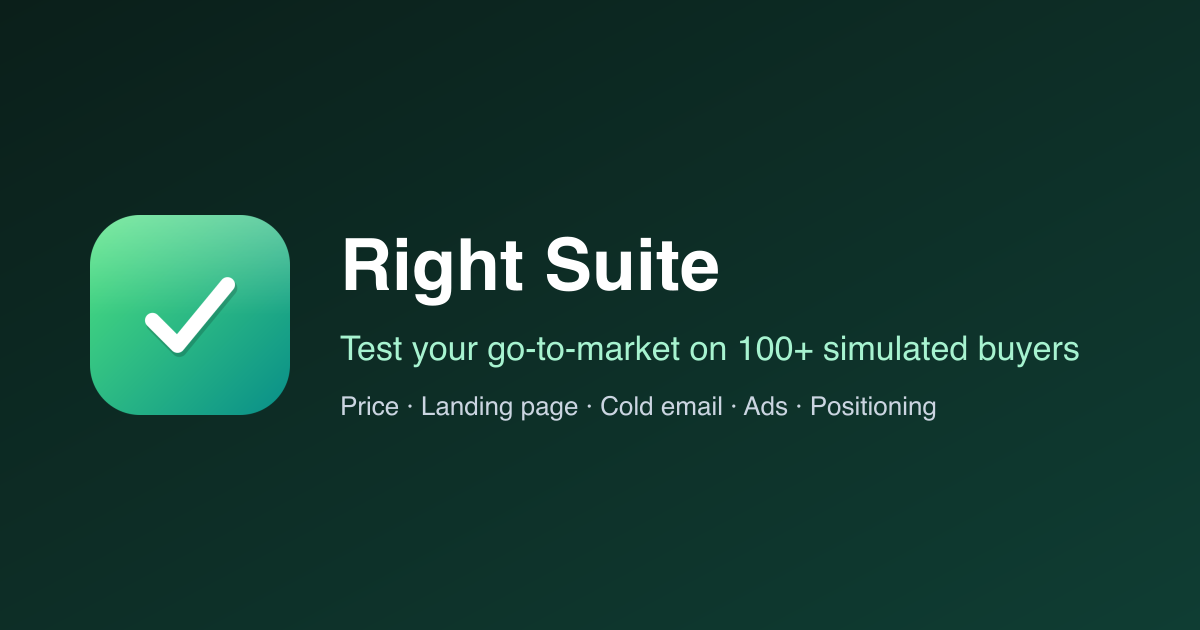 Right Suite
Test your go-to-market on 100+ simulated buyers
Price · Landing page · Cold email · Ads · Positioning